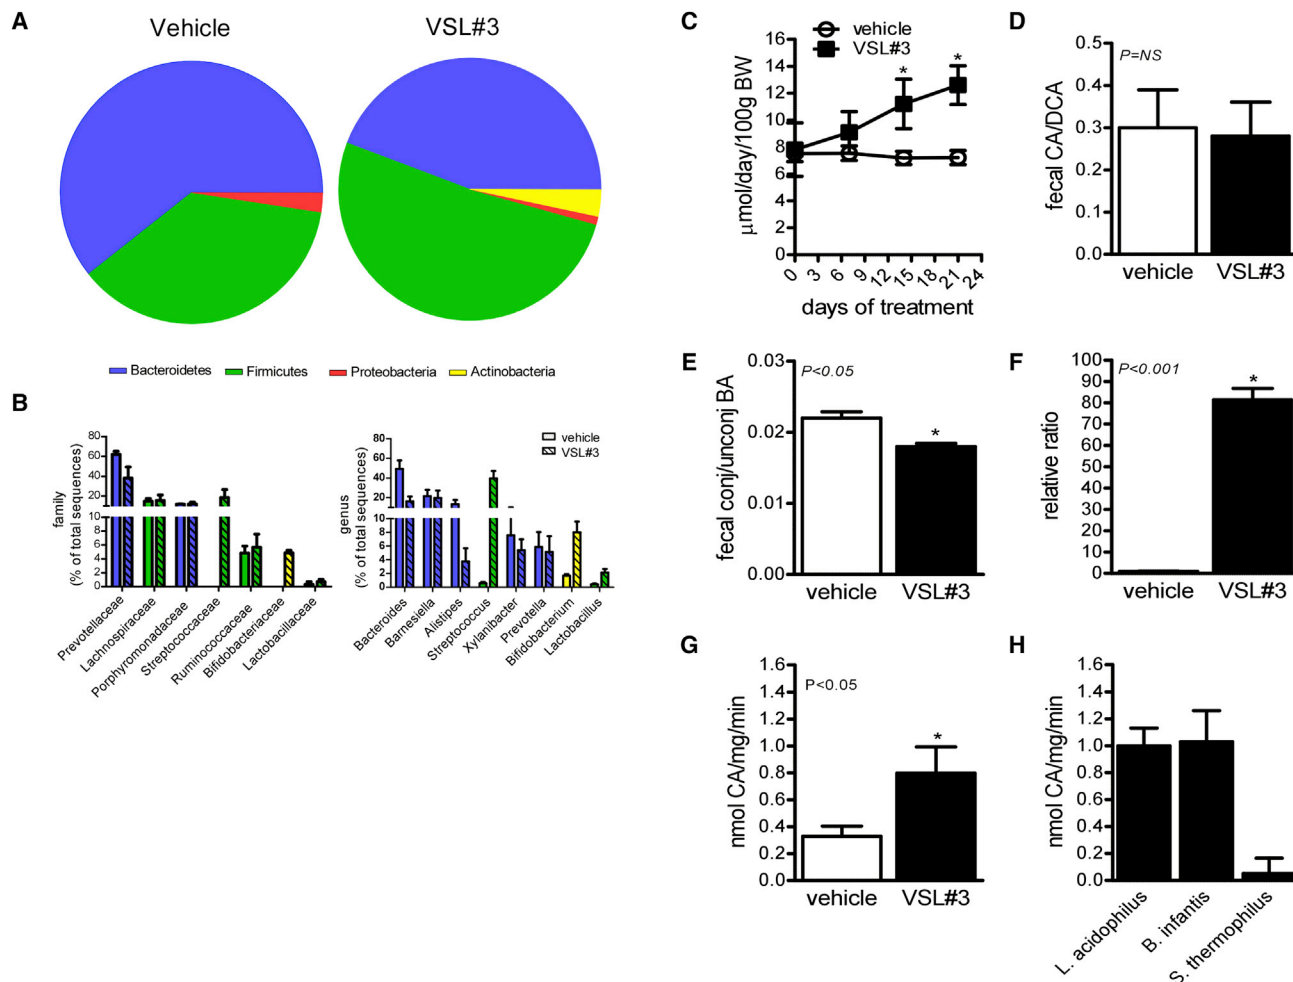 A
Vehicle
VSL#3
Bacteroidetes
Firmicutes
Proteobacteria
Actinobacteria
B
family
(% of total sequences)
80
60
40
20
10
8
6
4
2
0
Prevotellaceae
Lachnospiraceae
Porphyromonadaceae
Streptococcaceae
Ruminococcaceae
Bifidobacteriaceae
Lactobacillaceae
genus
(% of total sequences)
80
60
40
20
10
8
6
4
2
0
vehicle
VSL#3
Bacteroides
Barnesiella
Alistipes
Streptococcus
Xylanibacter
Prevotella
Bifidobacterium
Lactobacillus
C
vehicle
VSL#3
µmol/day/100g BW
16
14
12
10
8
6
4
2
0
* *
0 3 6 9 12 15 18 21 24
days of treatment
D
P=NS
fecal CA/DCA
0.5
0.4
0.3
0.2
0.1
0.0
vehicle VSL#3
E
P<0.05
fecal conj/unconj BA
0.03
0.02
0.01
0.00
*
vehicle VSL#3
F
P<0.001
relative ratio
100
90
80
70
60
50
40
30
20
10
0
*
vehicle VSL#3
G
P<0.05
nmol CA/mg/min
1.6
1.4
1.2
1.0
0.8
0.6
0.4
0.2
0.0
*
vehicle VSL#3
H
nmol CA/mg/min
1.6
1.4
1.2
1.0
0.8
0.6
0.4
0.2
0.0
L. acidophilus
B. infantis
S. thermophilus